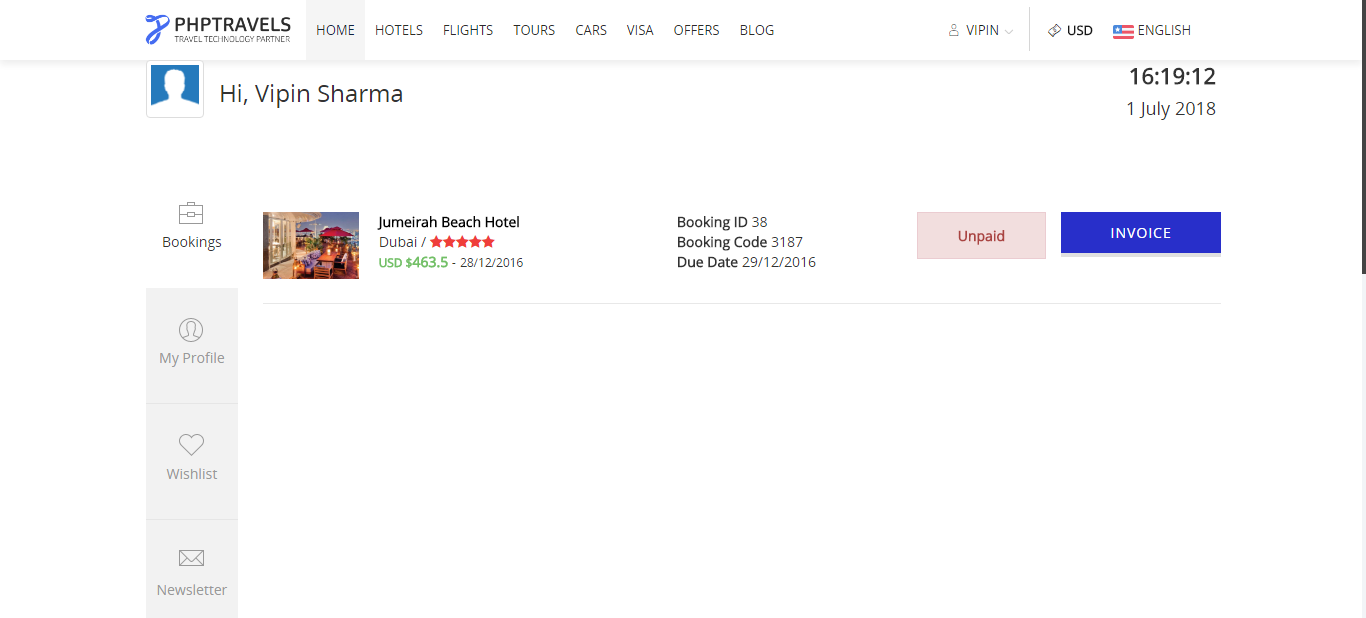 PHPTRAVELS
TRAVEL TECHNOLOGY PARTNER
HOME HOTELS FLIGHTS TOURS CARS VISA OFFERS BLOG
VIPIN USD ENGLISH
Hi, Vipin Sharma
16:19:12
1 July 2018
Bookings
My Profile
Wishlist
Newsletter
Jumeirah Beach Hotel
Dubai /
USD $463.5 - 28/12/2016
Booking ID 38
Booking Code 3187
Due Date 29/12/2016
Unpaid
INVOICE